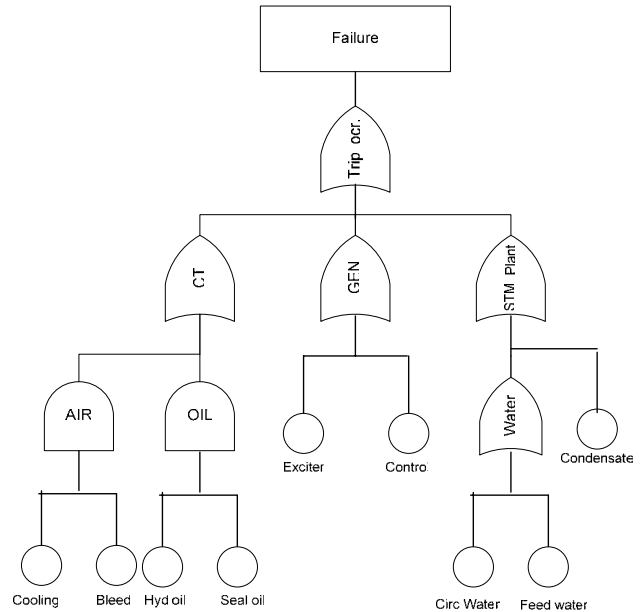 Failure
Trip ocr.
CT
GEN
STM Plant
AIR
OIL
Water
Exciter
Control
Condensate
Cooling
Bleed
Hyd oil
Seal oil
Circ Water
Feed water